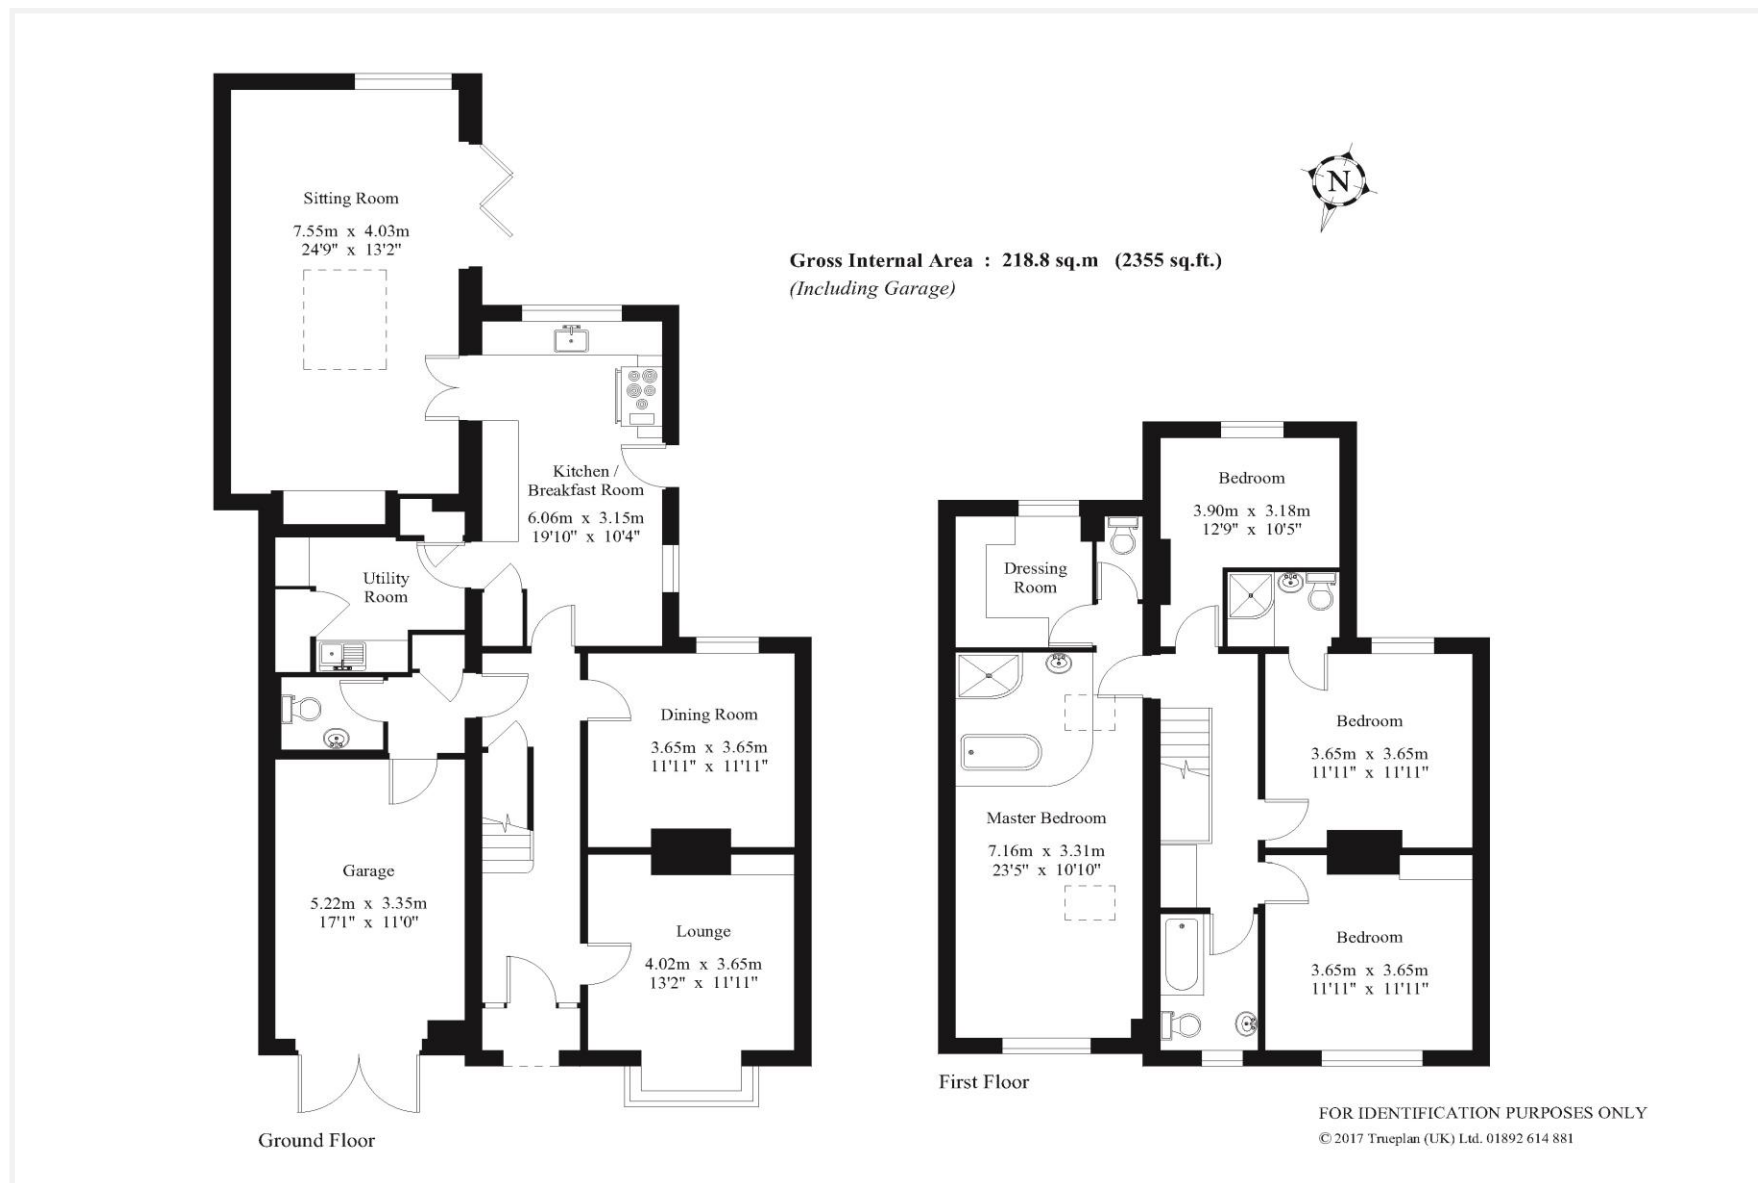 Sitting Room
7.55m x 4.03m
24'9" x 13'2"
N
Gross Internal Area : 218.8 sq.m (2355 sq.ft.)
(Including Garage)
Kitchen /
Breakfast Room
6.06m x 3.15m
19'10" x 10'4"
Utility
Room
Dining Room
3.65m x 3.65m
11'11" x 11'11"
Garage
5.22m x 3.35m
17'1" x 11'0"
Lounge
4.02m x 3.65m
13'2" x 11'11"
Ground Floor
Bedroom
3.90m x 3.18m
12'9" x 10'5"
Dressing
Room
Bedroom
3.65m x 3.65m
11'11" x 11'11"
Master Bedroom
7.16m x 3.31m
23'5" x 10'10"
Bedroom
3.65m x 3.65m
11'11" x 11'11"
First Floor
FOR IDENTIFICATION PURPOSES ONLY
© 2017 Trueplan (UK) Ltd. 01892 614 881